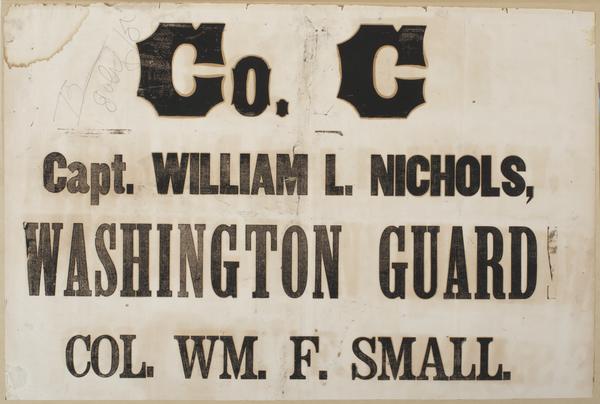 Co. C
Capt. WILLIAM L. NICHOLS,
WASHINGTON GUARD
COL. WM. F. SMALL.